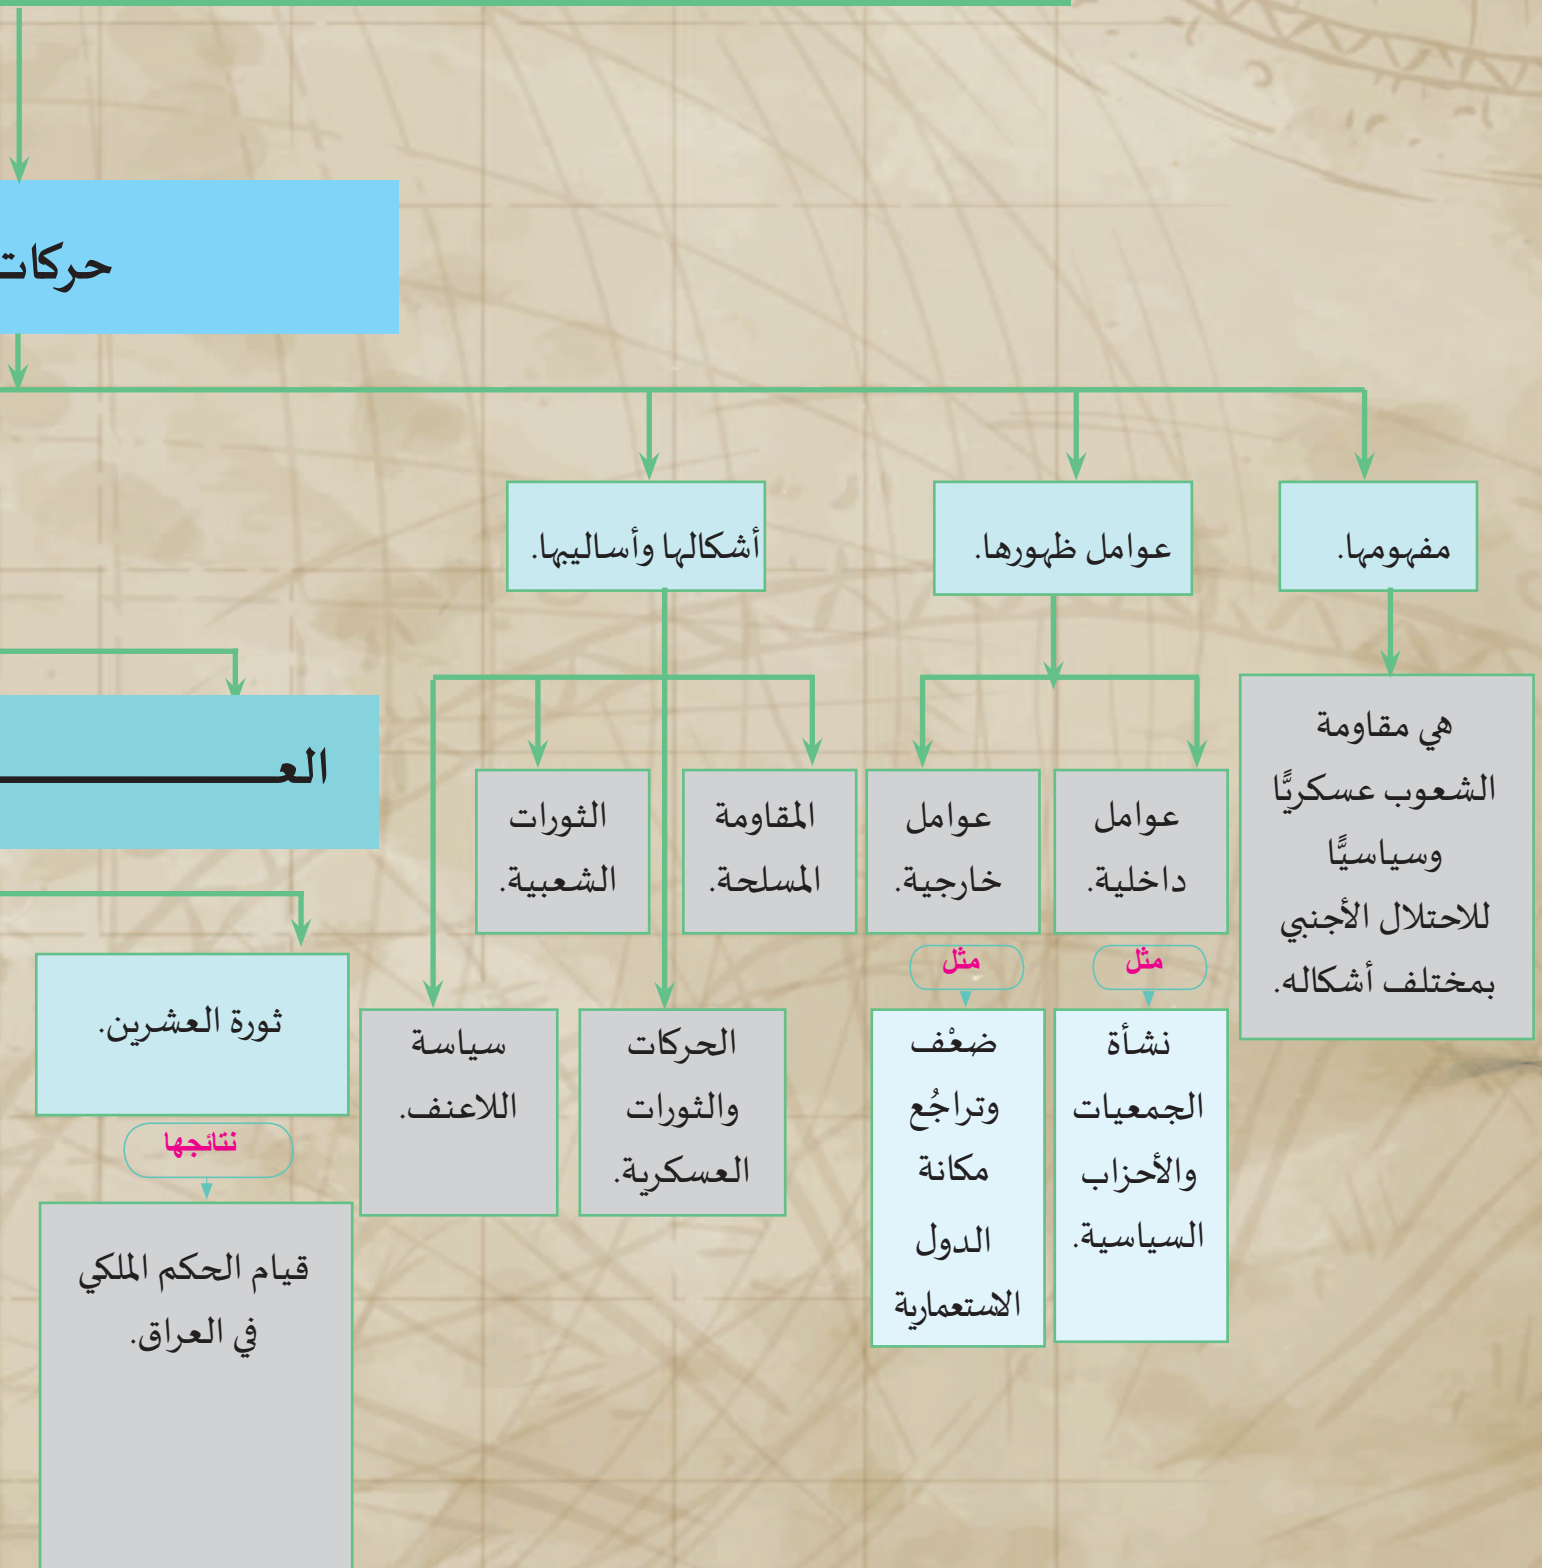 حركات
مفهومها.
عوامل ظهورها.
أشكالها وأساليبها.
هي مقاومة
الشعوب عسكريًّا
وسياسيًّا
للاحتلال الأجنبي
بمختلف أشكاله.
عوامل
داخلية.
مثل
نشأة
الجمعيات
والأحزاب
السياسية.
عوامل
خارجية.
مثل
ضعْف
وتراجُع
مكانة
الدول
الاستعمارية
المقاومة
المسلحة.
الثورات
الشعبية.
الحركات
والثورات
العسكرية.
سياسة
اللاعنف.
العـ
ثورة العشرين.
نتائجها
قيام الحكم الملكي
في العراق.